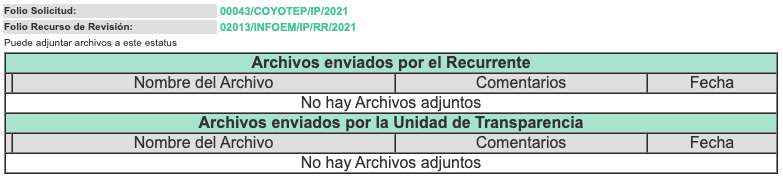 Folio Solicitud: 00043/COYOTEP/IP/2021
Folio Recurso de Revisión: 02013/INFOEM/IP/RR/2021
Puede adjuntar archivos a este estatus
Archivos enviados por el Recurrente
Nombre del Archivo Comentarios Fecha
No hay Archivos adjuntos
Archivos enviados por la Unidad de Transparencia
Nombre del Archivo Comentarios Fecha
No hay Archivos adjuntos